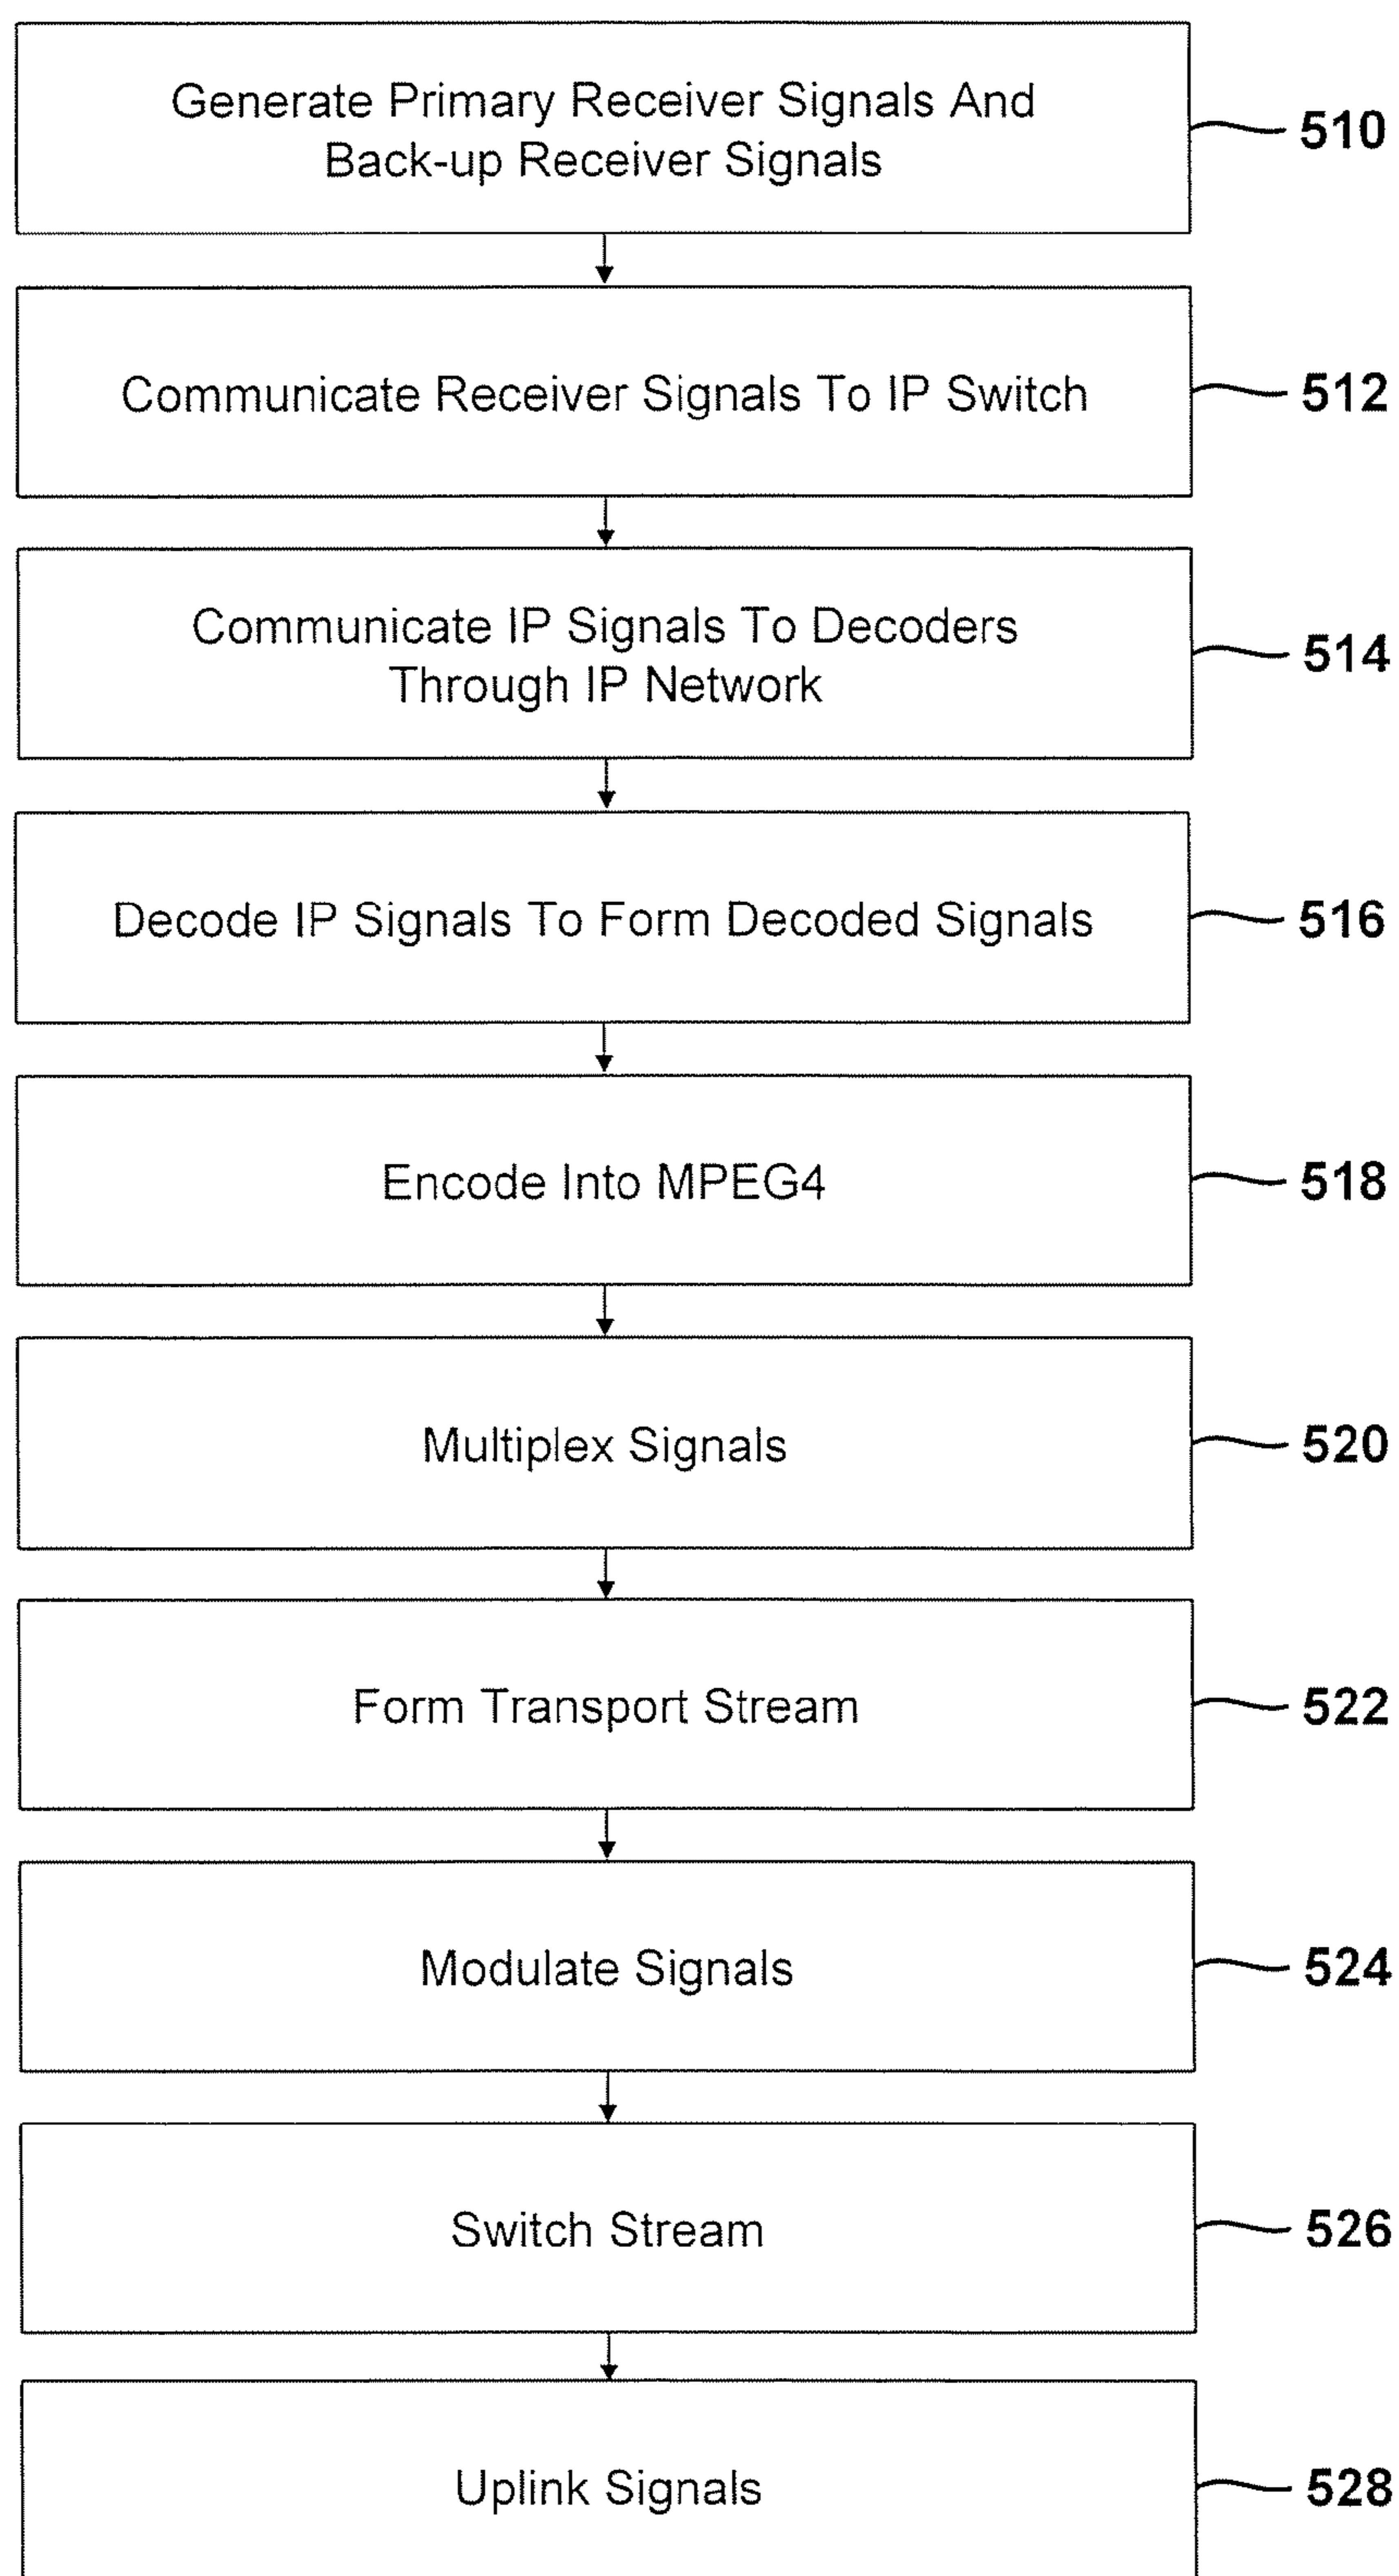 Generate Primary Receiver Signals And
Back-up Receiver Signals
510
Communicate Receiver Signals To IP Switch
512
Communicate IP Signals To Decoders
Through IP Network
514
Decode IP Signals To Form Decoded Signals
516
Encode Into MPEG4
518
Multiplex Signals
520
Form Transport Stream
522
Modulate Signals
524
Switch Stream
526
Uplink Signals
528